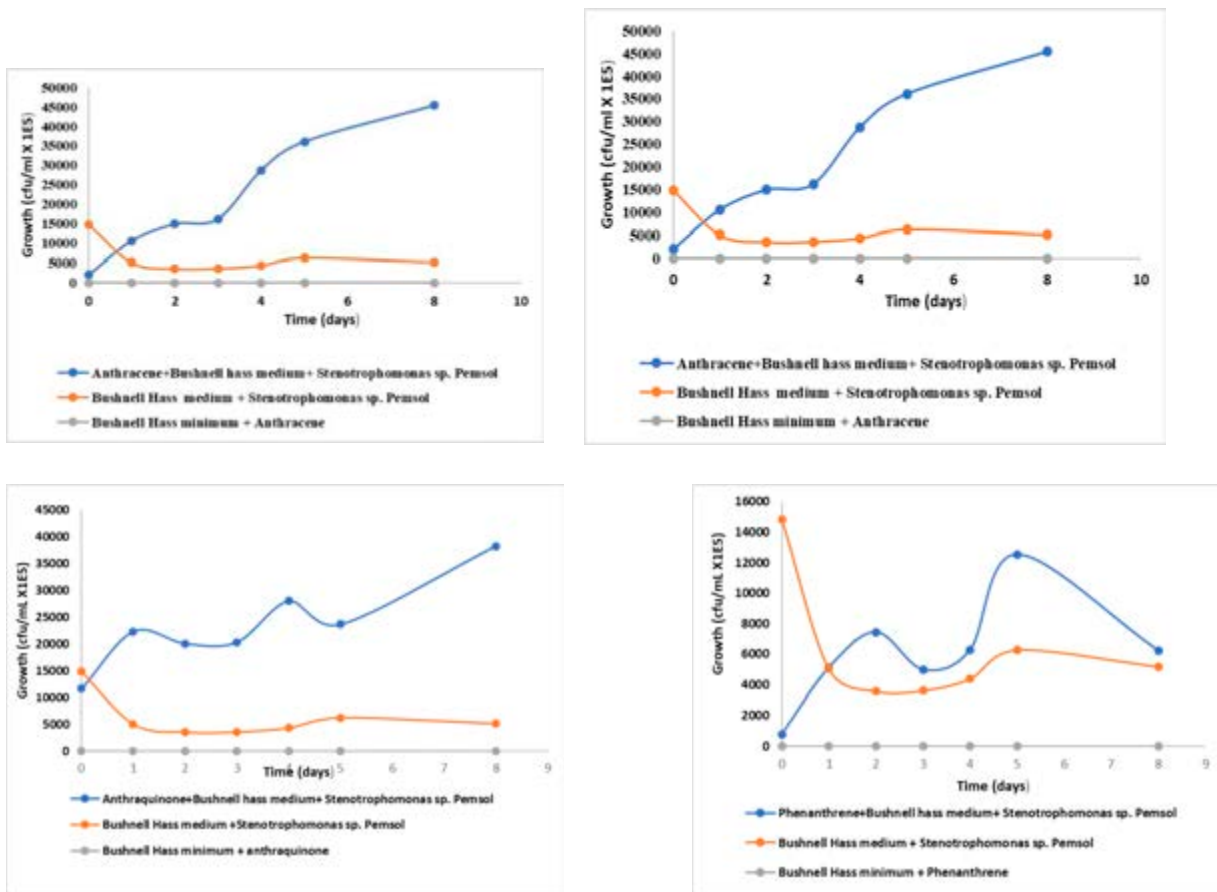 50000
45000
40000
35000
30000
25000
20000
15000
10000
5000
0
Growth (cfu/ml X 1E5)
0 2 4 6 8 10
Time (days)
Anthracene+Bushnell hass medium+ Stenotrophomonas sp. Pemsol
Bushnell Hass medium + Stenotrophomonas sp. Pemsol
Bushnell Hass minimum + Anthracene
50000
45000
40000
35000
30000
25000
20000
15000
10000
5000
0
Growth (cfu/ml X 1E5)
0 2 4 6 8 10
Time (days)
Anthracene+Bushnell hass medium+ Stenotrophomonas sp. Pemsol
Bushnell Hass medium + Stenotrophomonas sp. Pemsol
Bushnell Hass minimum + Anthracene
45000
40000
35000
30000
25000
20000
15000
10000
5000
0
Growth (cfu/mL X1E5)
0 1 2 3 4 5 6 7 8 9
Time (days)
Anthraquinone+Bushnell hass medium+ Stenotrophomonas sp. Pemsol
Bushnell Hass medium +Stenotrophomonas sp. Pemsol
Bushnell Hass minimum + anthraquinone
16000
14000
12000
10000
8000
6000
4000
2000
0
Growth (cfu/mL X1E5)
0 1 2 3 4 5 6 7 8 9
Time (days)
Phenanthrene+Bushnell hass medium+ Stenotrophomonas sp. Pemsol
Bushnell Hass medium + Stenotrophomonas sp. Pemsol
Bushnell Hass minimum + Phenanthrene